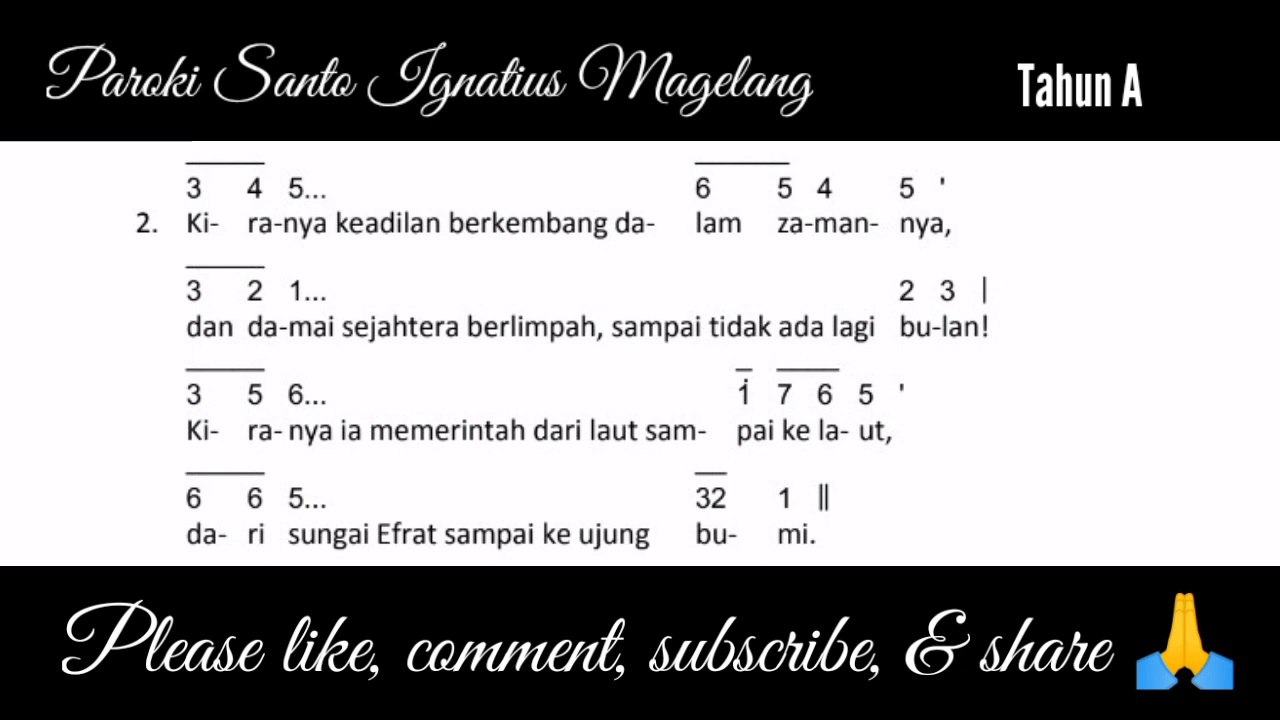 Paroki Santo Ignatius Magelang
Tahun A
3 4 5... 6 5 4 5 '
2. Ki- ra-nya keadilan berkembang da- lam za-man- nya,
3 2 1... 2 3 |
dan da-mai sejahtera berlimpah, sampai tidak ada lagi bu-lan!
3 5 6... 1̇ 7 6 5 '
Ki- ra- nya ia memerintah dari laut sam- pai ke la- ut,
6 6 5... 32 1 ||
da- ri sungai Efrat sampai ke ujung bu- mi.
Please like, comment, subscribe, & share 🙏